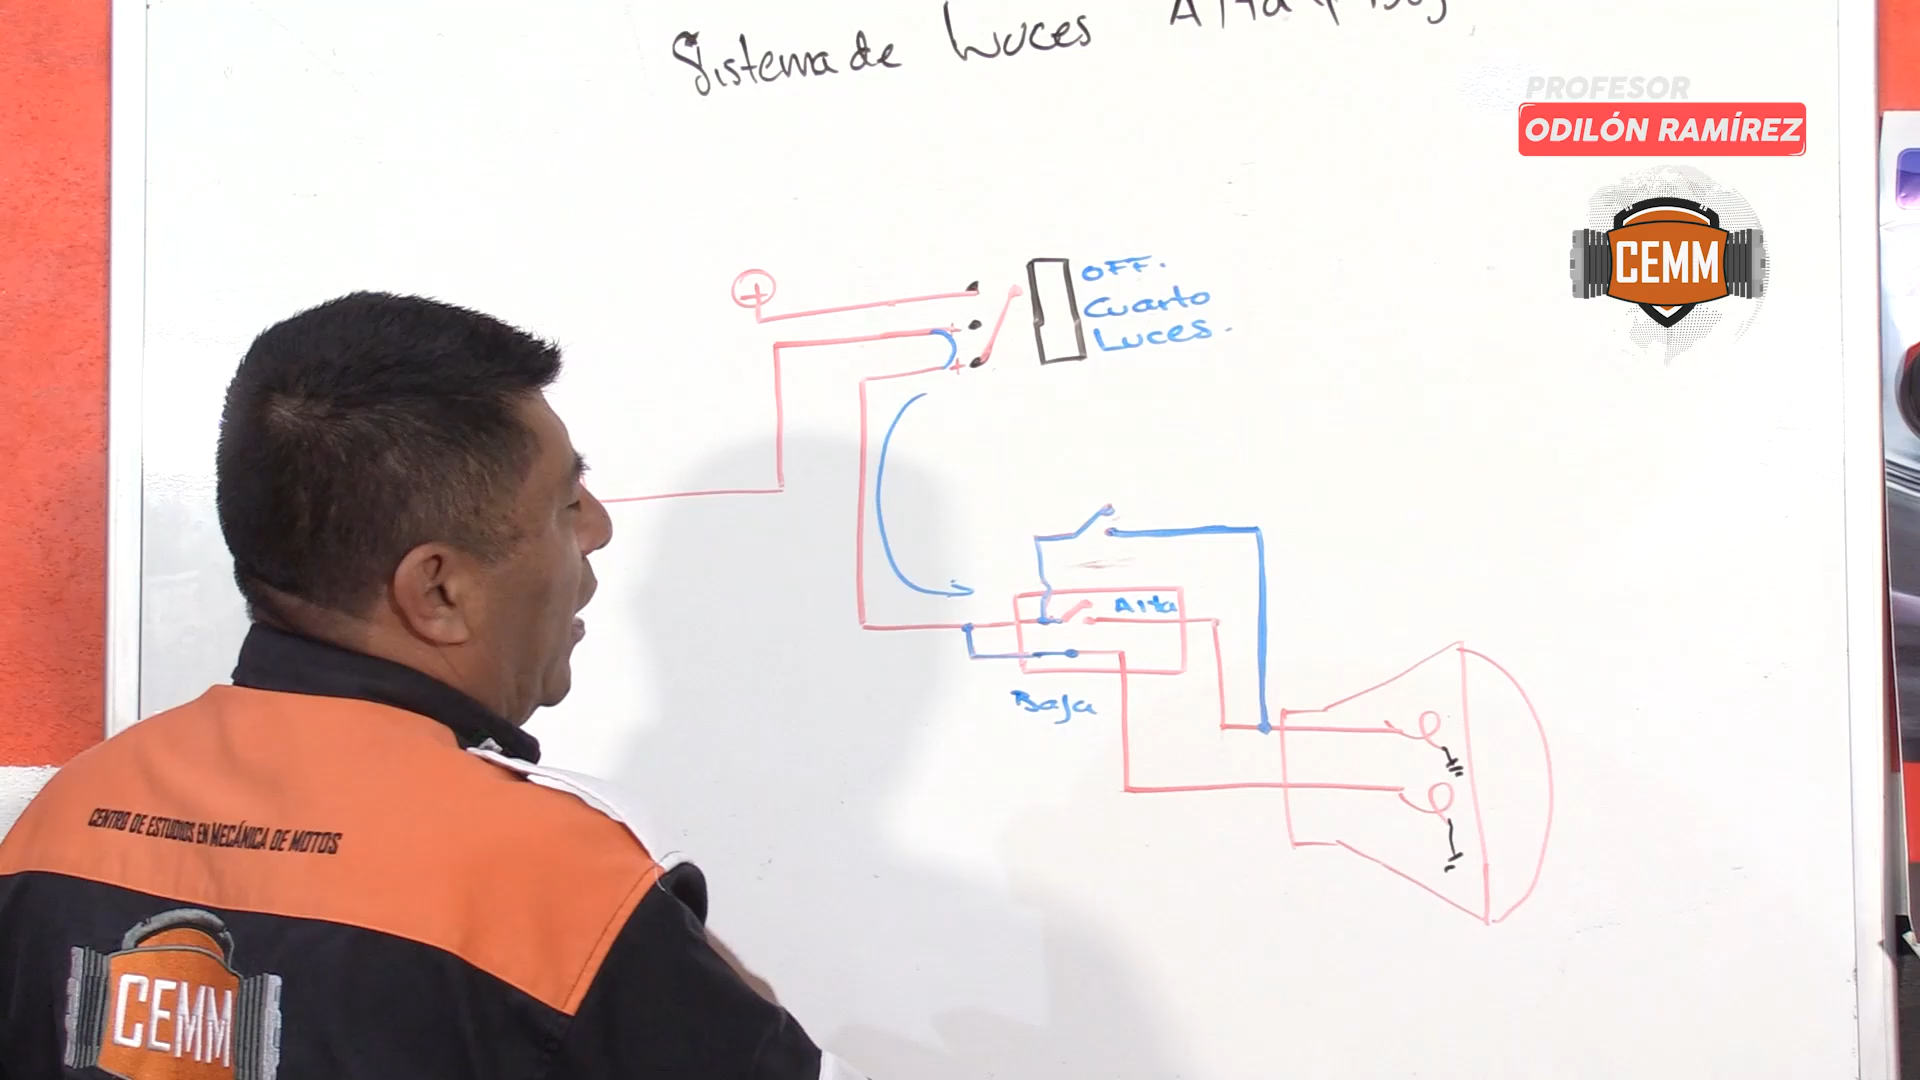 Sistema de Luces Alta y
PROFESOR
ODILÓN RAMÍREZ
CEMM
+
OFF.
Cuarto
Luces.
+
+
Alta
Baja
CENTRO DE ESTUDIOS EN MECÁNICA DE MOTOS
CEMM